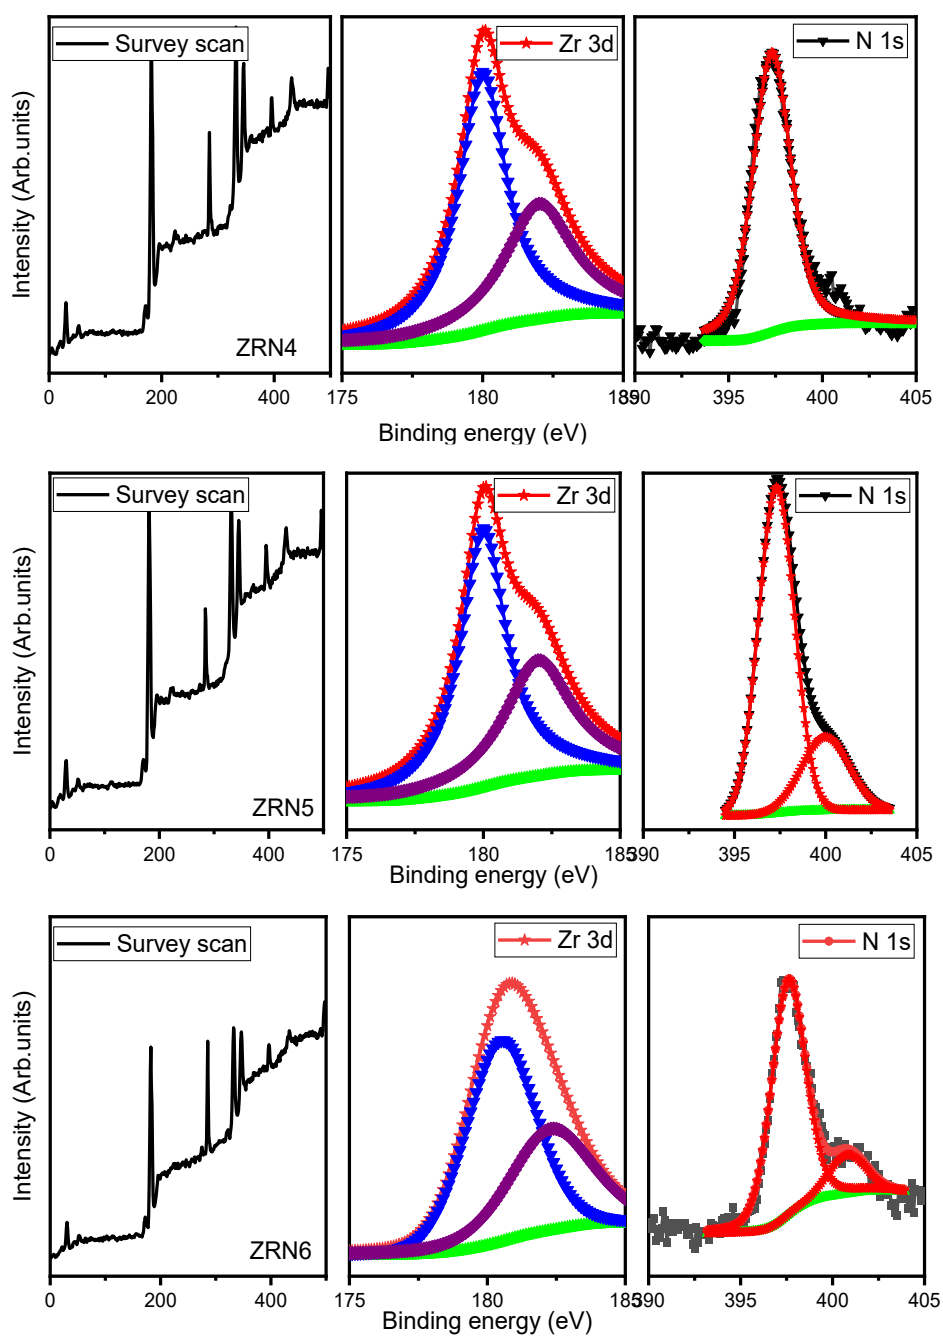 Survey scan
Zr 3d
N 1s
Intensity (Arb.units)
ZRN4
0 200 400
175 180 185
390 395 400 405
Binding energy (eV)
Survey scan
Zr 3d
N 1s
Intensity (Arb.units)
ZRN5
0 200 400
175 180 185
390 395 400 405
Binding energy (eV)
Survey scan
Zr 3d
N 1s
Intensity (Arb.units)
ZRN6
0 200 400
175 180 185
390 395 400 405
Binding energy (eV)